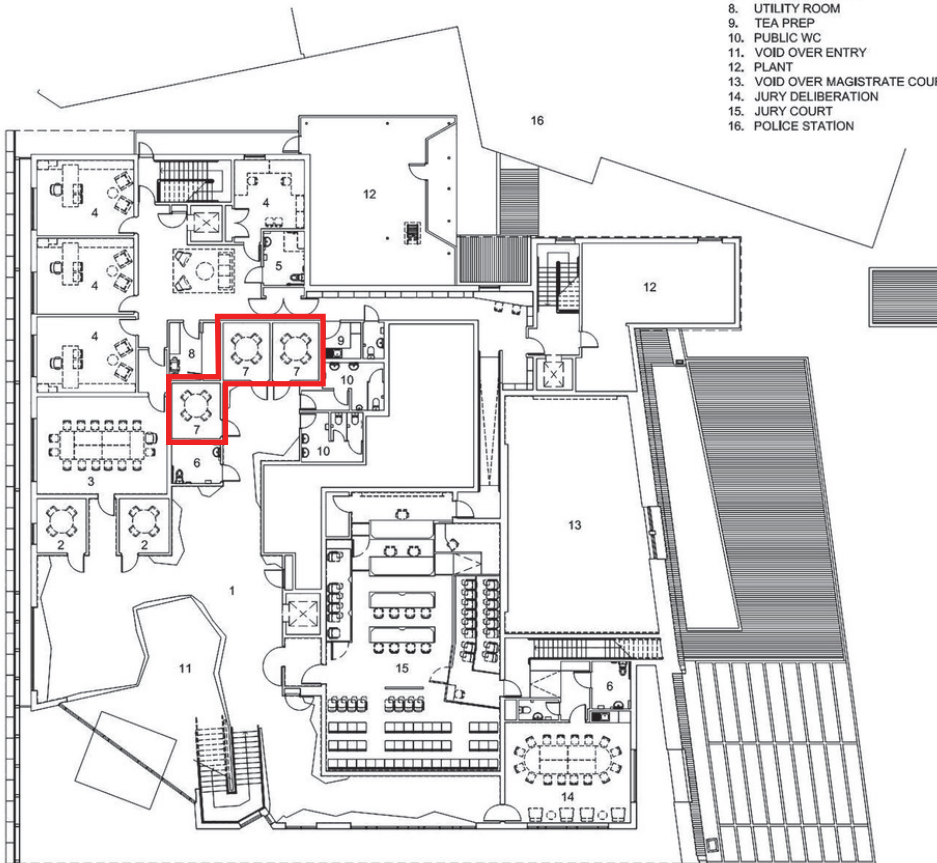 8. UTILITY ROOM
9. TEA PREP
10. PUBLIC WC
11. VOID OVER ENTRY
12. PLANT
13. VOID OVER MAGISTRATE COU
14. JURY DELIBERATION
15. JURY COURT
16. POLICE STATION
16
4
4
12
5
4
12
4
8
7
7
9
10
7
6
10
3
2
2
13
1
11
15
6
14